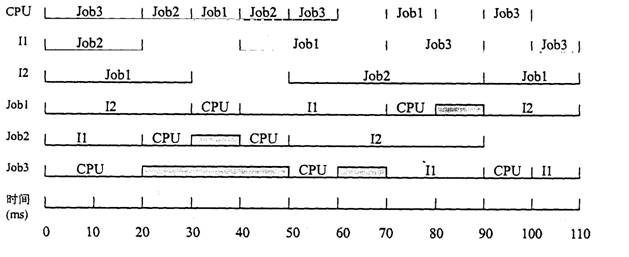 CPU Job3 Job2 Job1 Job2 Job3 Job1 Job3
I1 Job2 Job1 Job3 Job3
I2 Job1 Job2 Job1
Job1 I2 CPU I1 CPU I2
Job2 I1 CPU CPU I2
Job3 CPU CPU I1 CPU I1
时间
(ms)
0 10 20 30 40 50 60 70 80 90 100 110